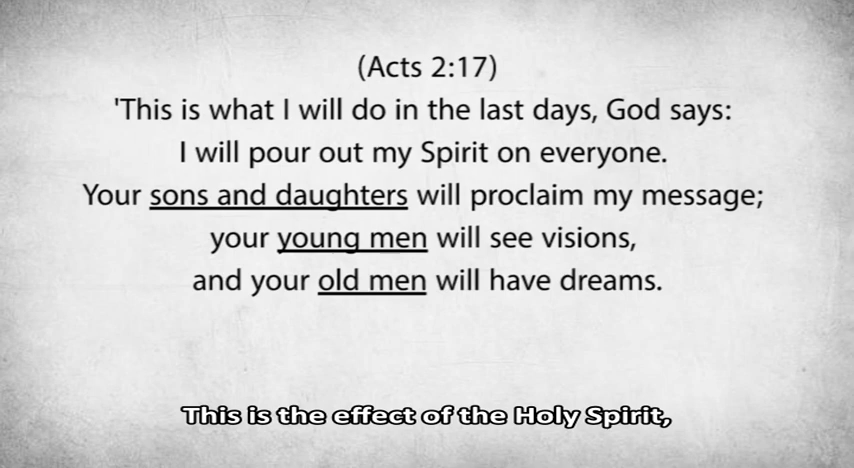 (Acts 2:17)
'This is what I will do in the last days, God says:
I will pour out my Spirit on everyone.
Your sons and daughters will proclaim my message;
your young men will see visions,
and your old men will have dreams.
This is the effect of the Holy Spirit,